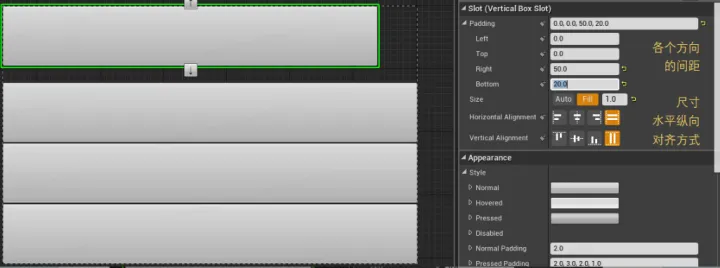 Slot (Vertical Box Slot)
Padding 0.0, 0.0, 50.0, 20.0
Left 0.0
Top 0.0
Right 50.0
Bottom 20.0
各个方向
的间距
Size Auto Fill 1.0
尺寸
Horizontal Alignment
水平纵向
Vertical Alignment
对齐方式
Appearance
Style
Normal
Hovered
Pressed
Disabled
Normal Padding 2.0
Pressed Padding 2.0, 3.0, 2.0, 1.0